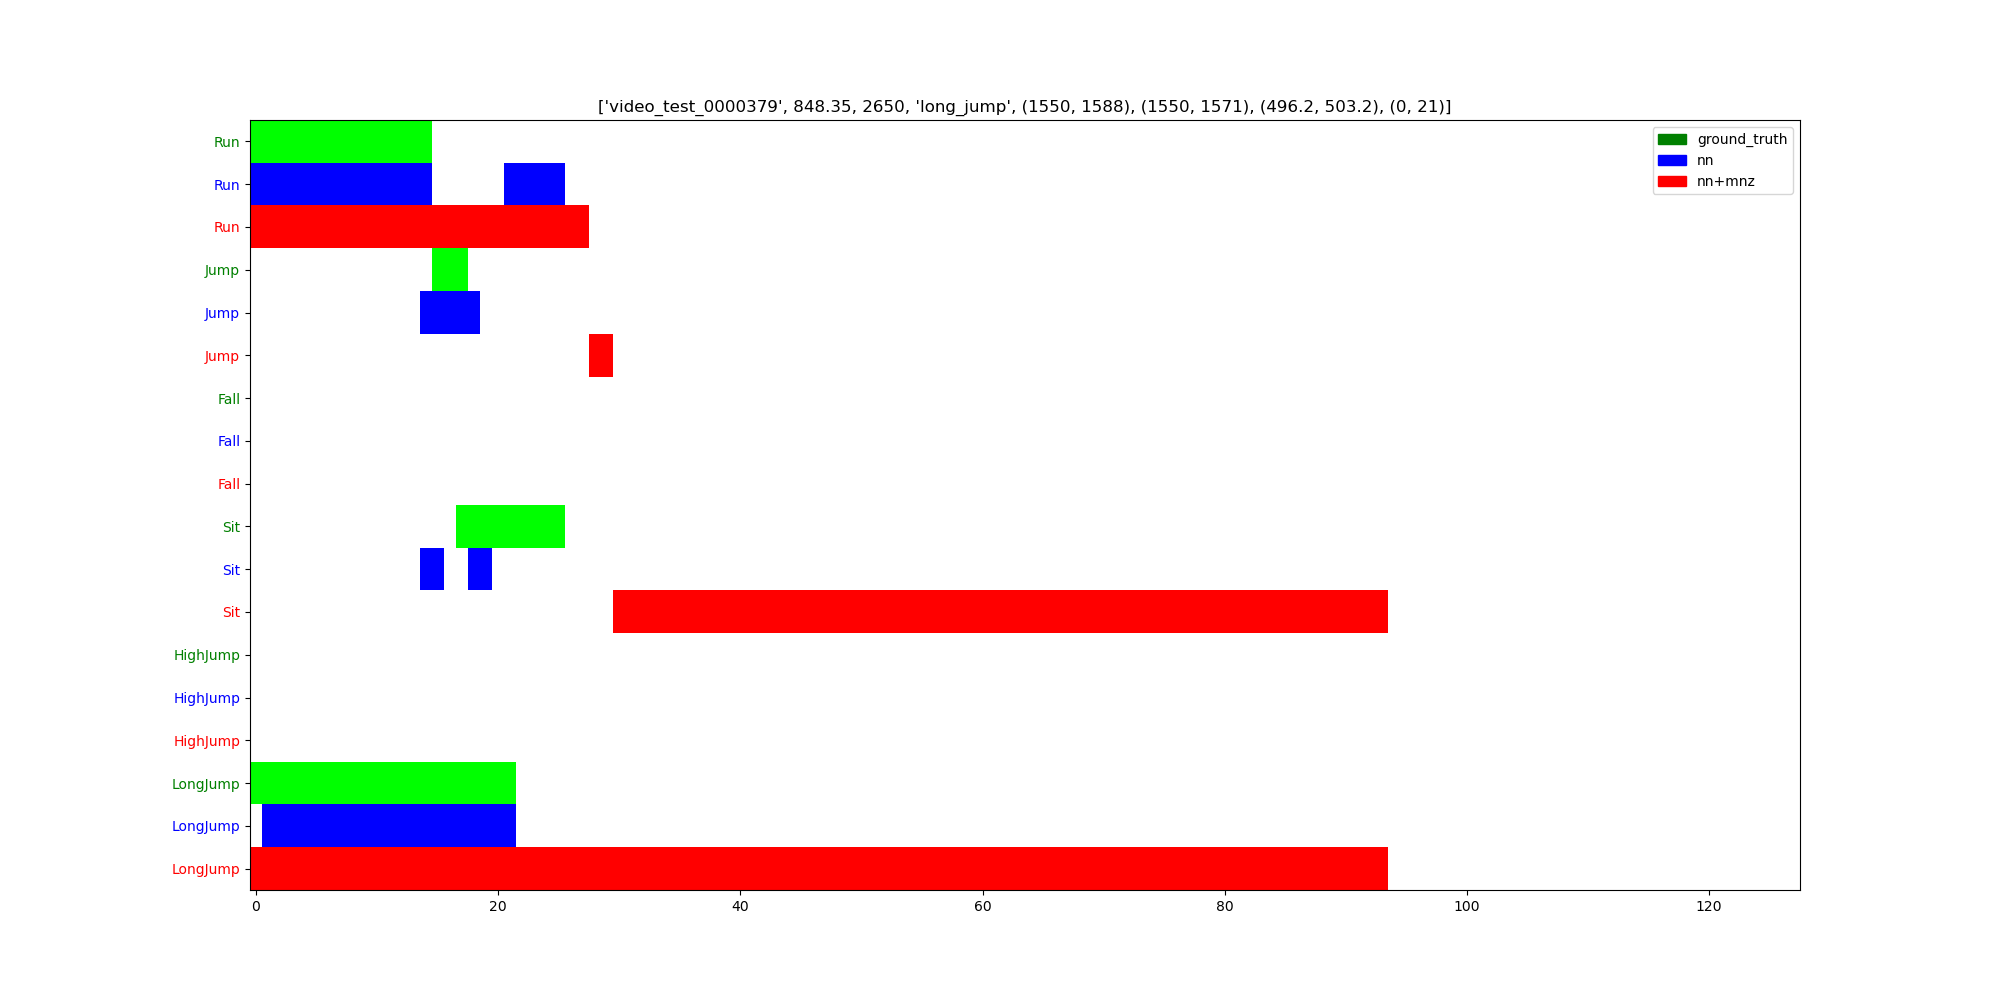 ['video_test_0000379', 848.35, 2650, 'long_jump', (1550, 1588), (1550, 1571), (496.2, 503.2), (0, 21)]
ground_truth
nn
nn+mnz
Run
Run
Run
Jump
Jump
Jump
Fall
Fall
Fall
Sit
Sit
Sit
HighJump
HighJump
HighJump
LongJump
LongJump
LongJump
0 20 40 60 80 100 120